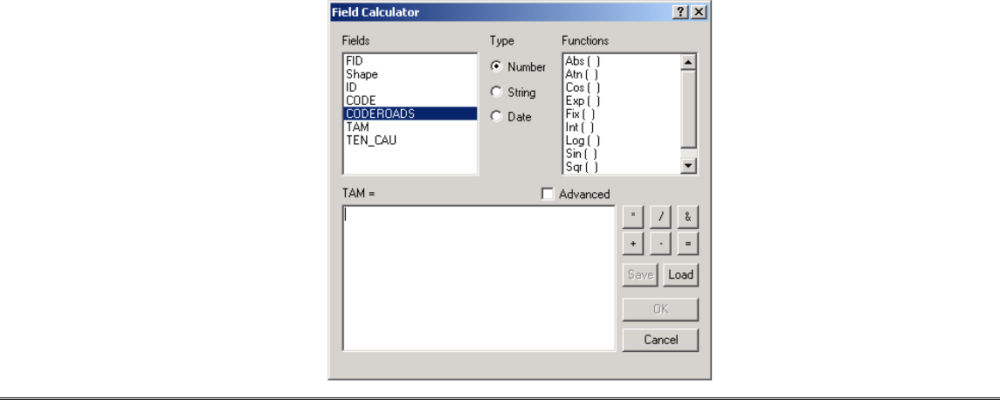 Field Calculator
Fields
Type
Functions
FID
Shape
ID
CODE
CODEROADS
TAM
TEN_CAU
Number
String
Date
Abs ( )
Atn ( )
Cos ( )
Exp ( )
Fix ( )
Int ( )
Log ( )
Sin ( )
Sqr ( )
TAM =
Advanced
* / &
+ - =
Save Load
OK
Cancel